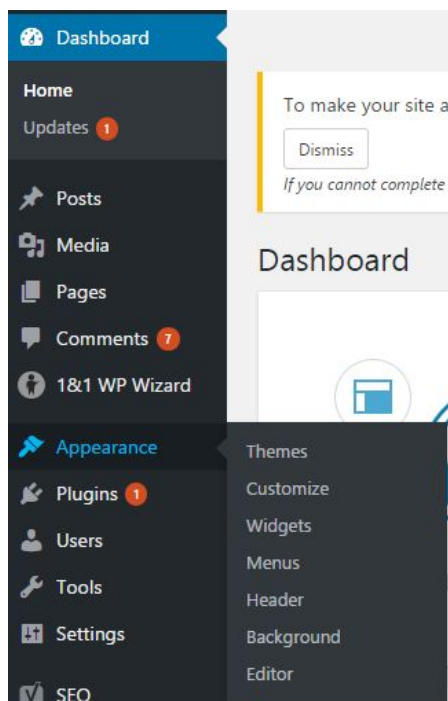 Dashboard
Home
Updates 1
Posts
Media
Pages
Comments 7
1&1 WP Wizard
Appearance
Plugins 1
Users
Tools
Settings
SEO
To make your site a
Dismiss
If you cannot complete
Dashboard
Themes
Customize
Widgets
Menus
Header
Background
Editor